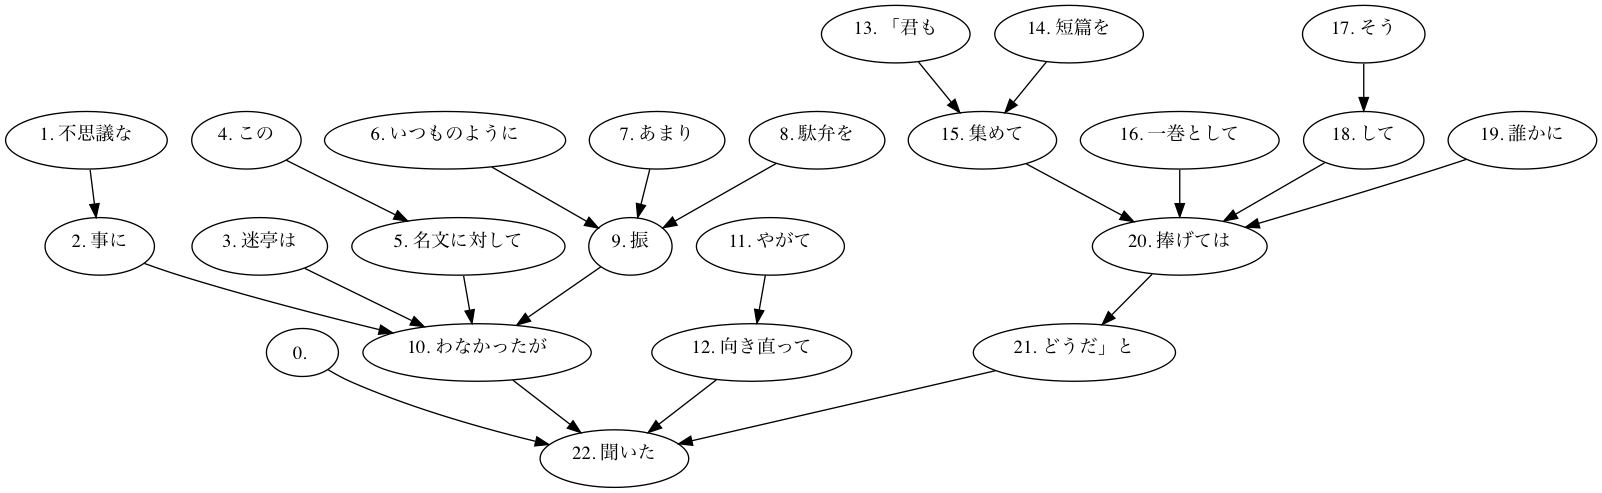 13. 「君も
14. 短篇を
17. そう
1. 不思議な
4. この
6. いつものように
7. あまり
8. 駄弁を
15. 集めて
16. 一巻として
18. して
19. 誰かに
2. 事に
3. 迷亭は
5. 名文に対して
9. 振
11. やがて
20. 捧げては
0.
10. わなかったが
12. 向き直って
21. どうだ」と
22. 聞いた